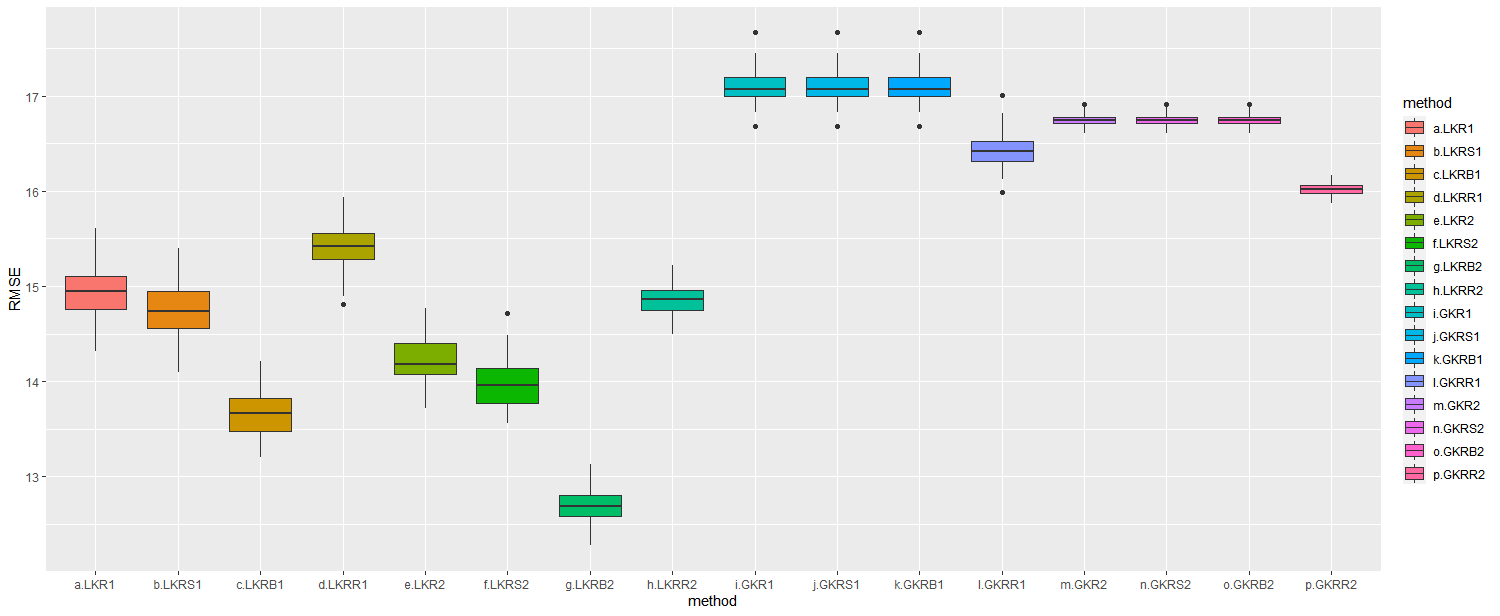 RMSE
17
16
15
14
13
a.LKR1 b.LKRS1 c.LKRB1 d.LKRR1 e.LKR2 f.LKRS2 g.LKRB2 h.LKRR2 i.GKR1 j.GKRS1 k.GKRB1 l.GKRR1 m.GKR2 n.GKRS2 o.GKRB2 p.GKRR2
method
method
a.LKR1
b.LKRS1
c.LKRB1
d.LKRR1
e.LKR2
f.LKRS2
g.LKRB2
h.LKRR2
i.GKR1
j.GKRS1
k.GKRB1
l.GKRR1
m.GKR2
n.GKRS2
o.GKRB2
p.GKRR2